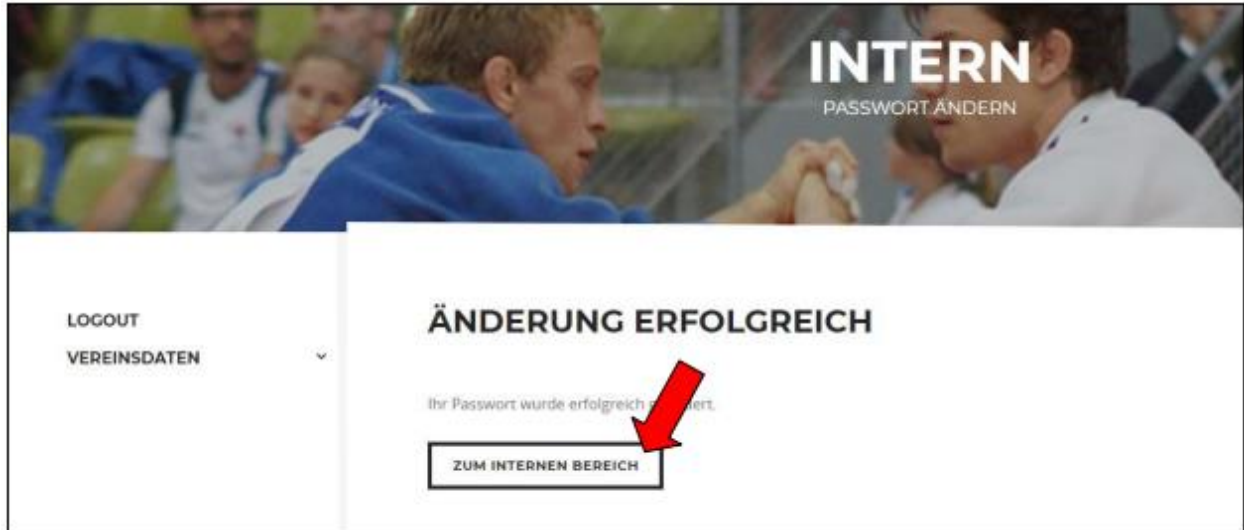 INTERN
PASSWORT ÄNDERN
LOGOUT
VEREINSDATEN
ÄNDERUNG ERFOLGREICH
Ihr Passwort wurde erfolgreich
ZUM INTERNEN BEREICH